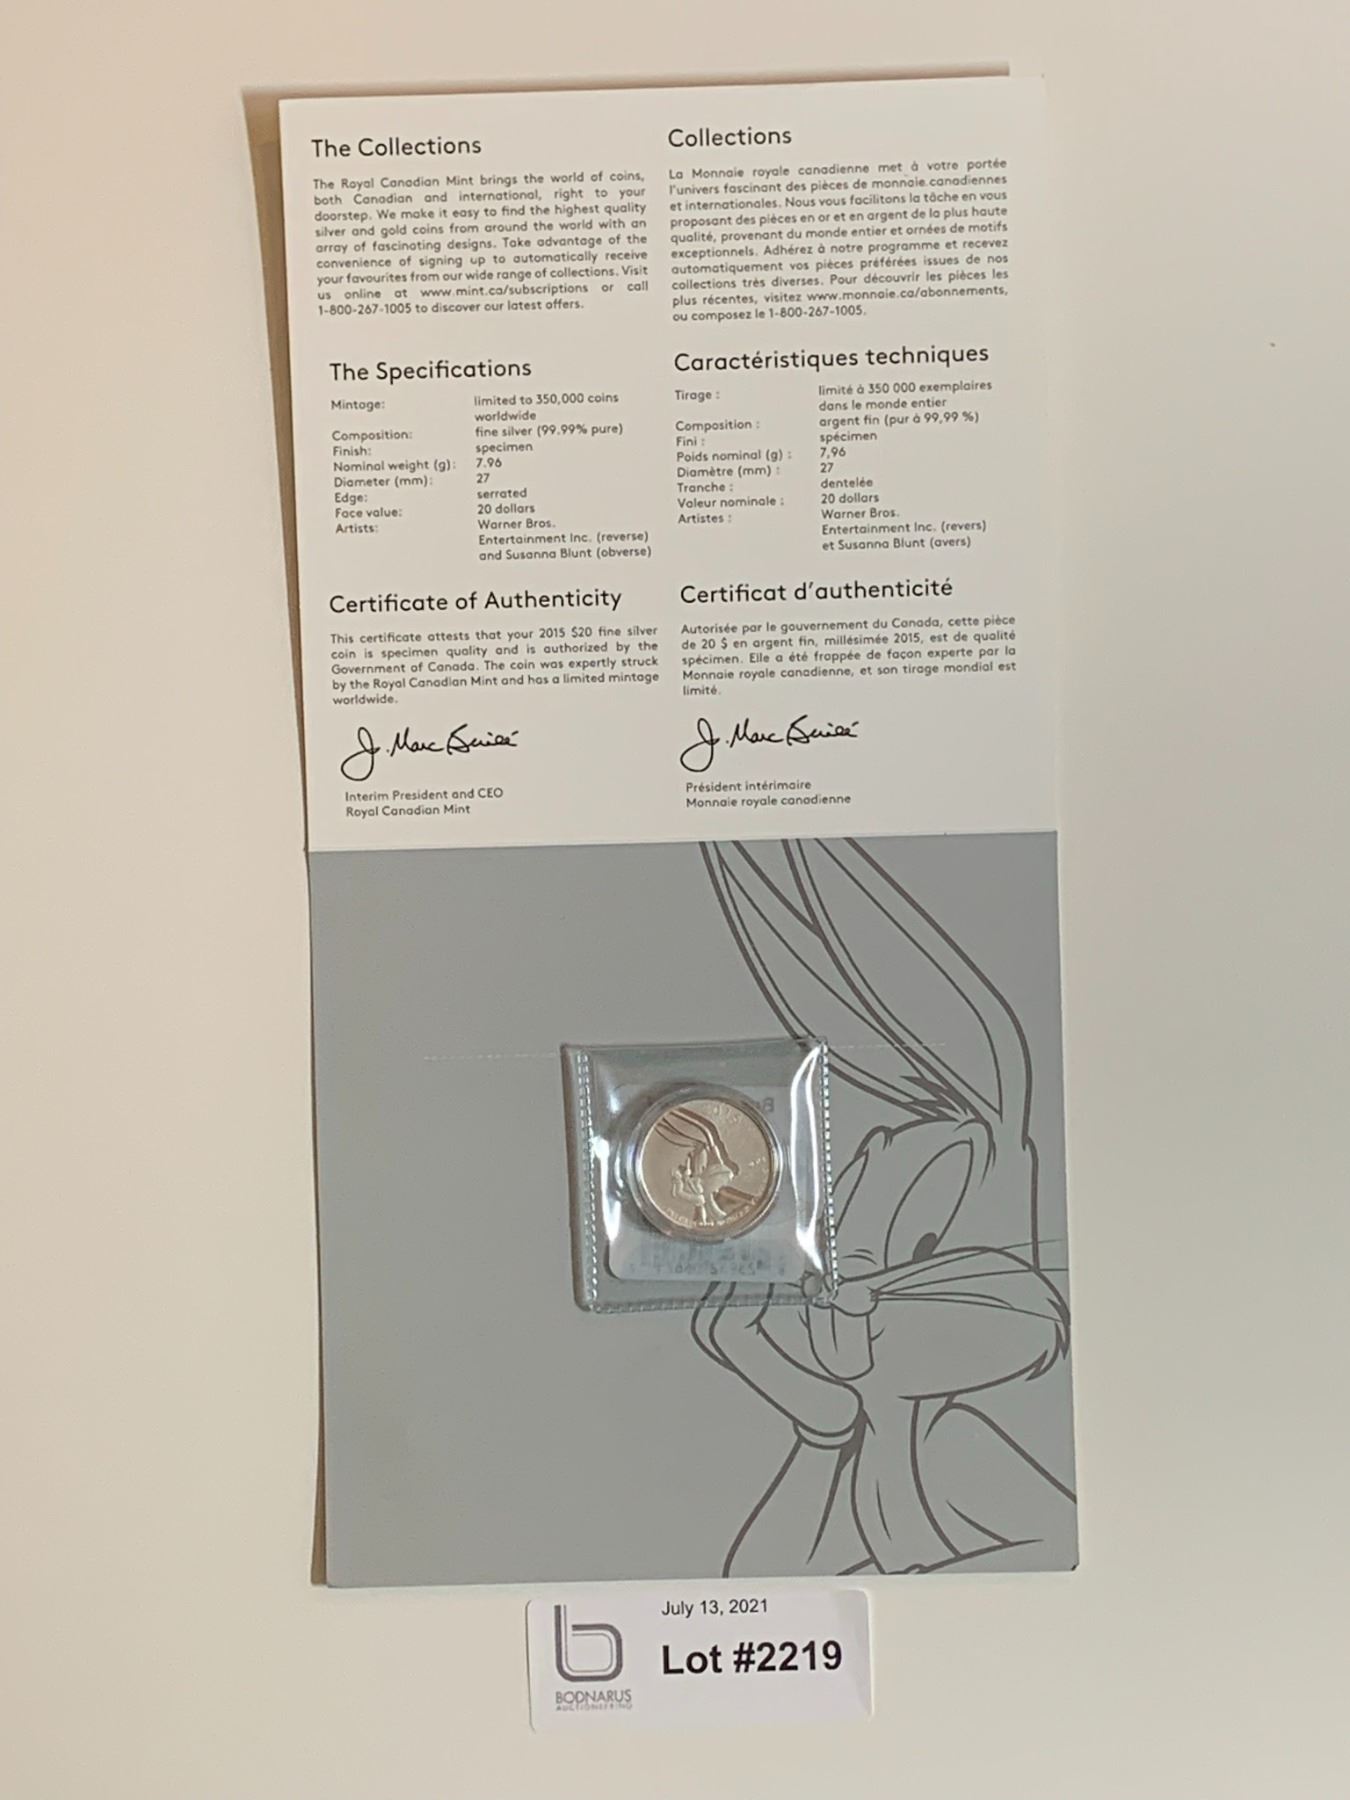 The Collections
The Royal Canadian Mint brings the world of coins,
both Canadian and international, right to your
doorstep. We make it easy to find the highest quality
silver and gold coins from around the world with an
array of fascinating designs. Take advantage of the
convenience of signing up to automatically receive
your favourites from our wide range of collections. Visit
us online at www.mint.ca/subscriptions or call
1-800-267-1005 to discover our latest offers.
The Specifications
Mintage: limited to 350,000 coins
worldwide
Composition: fine silver (99.99% pure)
Finish: specimen
Nominal weight (g): 7.96
Diameter (mm): 27
Edge: serrated
Face value: 20 dollars
Artists: Warner Bros.
Entertainment Inc. (reverse)
and Susanna Blunt (obverse)
Certificate of Authenticity
This certificate attests that your 2015 $20 fine silver
coin is specimen quality and is authorized by the
Government of Canada. The coin was expertly struck
by the Royal Canadian Mint and has a limited mintage
worldwide.
Interim President and CEO
Royal Canadian Mint
Collections
La Monnaie royale canadienne met à votre portée
l'univers fascinant des pièces de monnaie canadiennes
et internationales. Nous vous facilitons la tâche en vous
proposant des pièces en or et en argent de la plus haute
qualité, provenant du monde entier et ornées de motifs
exceptionnels. Adhérez à notre programme et recevez
automatiquement vos pièces préférées issues de nos
collections très diverses. Pour découvrir les pièces les
plus récentes, visitez www.monnaie.ca/abonnements,
ou composez le 1-800-267-1005.
Caractéristiques techniques
Tirage : limité à 350 000 exemplaires
dans le monde entier
Composition : argent fin (pur à 99,99 %)
Fini : spécimen
Poids nominal (g) : 7,96
Diamètre (mm) : 27
Tranche : dentelée
Valeur nominale : 20 dollars
Artistes : Warner Bros.
Entertainment Inc. (revers)
et Susanna Blunt (avers)
Certificat d'authenticité
Autorisée par le gouvernement du Canada, cette pièce
de 20 $ en argent fin, millésimée 2015, est de qualité
spécimen. Elle a été frappée de façon experte par la
Monnaie royale canadienne, et son tirage mondial est
limité.
Président intérimaire
Monnaie royale canadienne
July 13, 2021
Lot #2219
BODNARUS
AUCTIONEERING